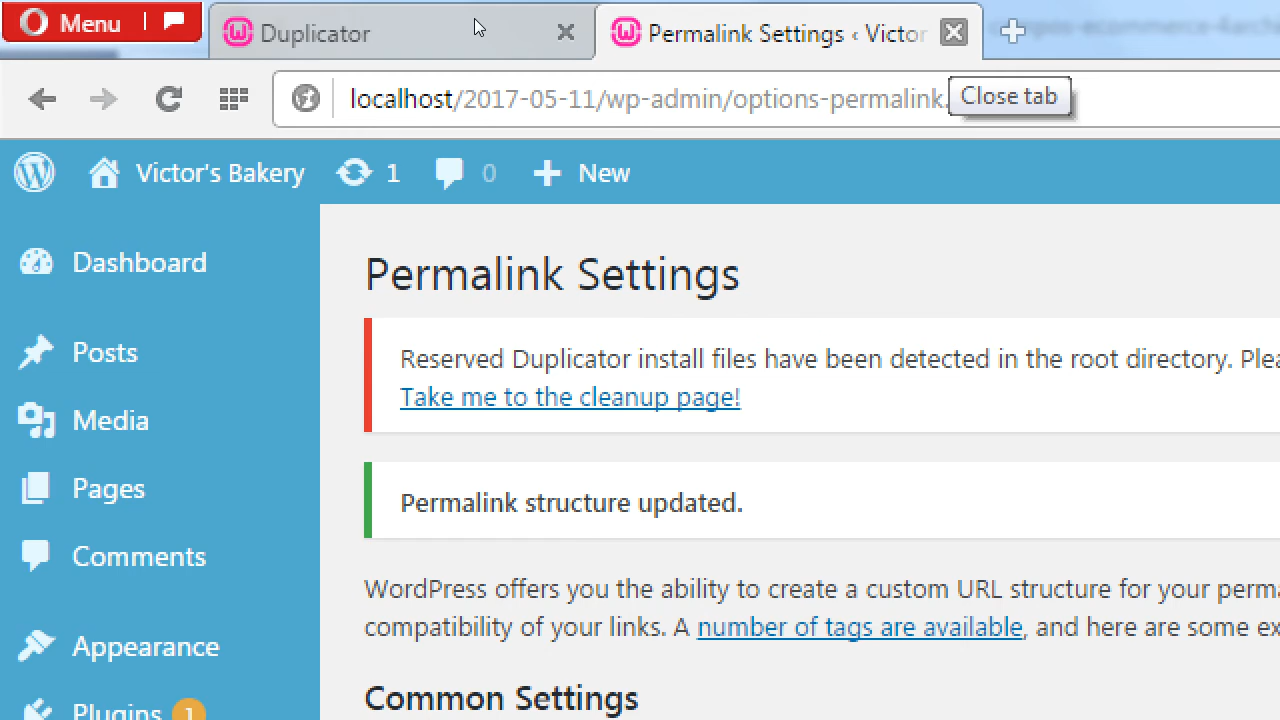 Menu
Duplicator
Permalink Settings ‹ Victor
localhost/2017-05-11/wp-admin/options-permalink.
Close tab
Victor's Bakery
1
0
New
Dashboard
Posts
Media
Pages
Comments
Appearance
Plugins 1
Permalink Settings
Reserved Duplicator install files have been detected in the root directory.
Take me to the cleanup page!
Permalink structure updated.
WordPress offers you the ability to create a custom URL structure for your
compatibility of your links. A number of tags are available, and here are some
Common Settings